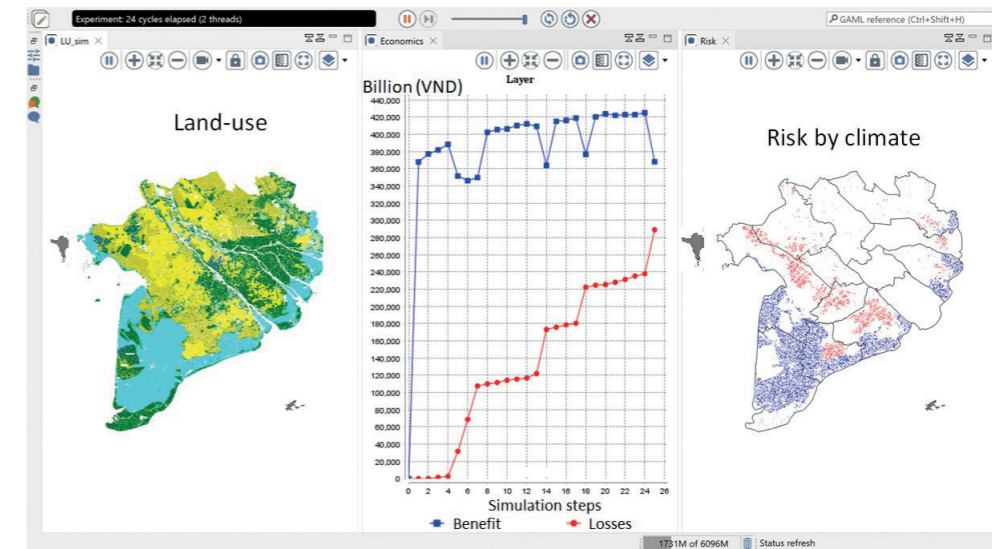 Experiment: 24 cycles elapsed (2 threads)
GAML reference (Ctrl+Shift+H)
LU_sim
Economics
Risk
Land-use
Billion (VND)
Layer
440,000
420,000
400,000
380,000
360,000
340,000
320,000
300,000
280,000
260,000
240,000
220,000
200,000
180,000
160,000
140,000
120,000
100,000
80,000
60,000
40,000
20,000
0
0 2 4 6 8 10 12 14 16 18 20 22 24 26
Simulation steps
Benefit Losses
Risk by climate
1731M of 6096M
Status refresh